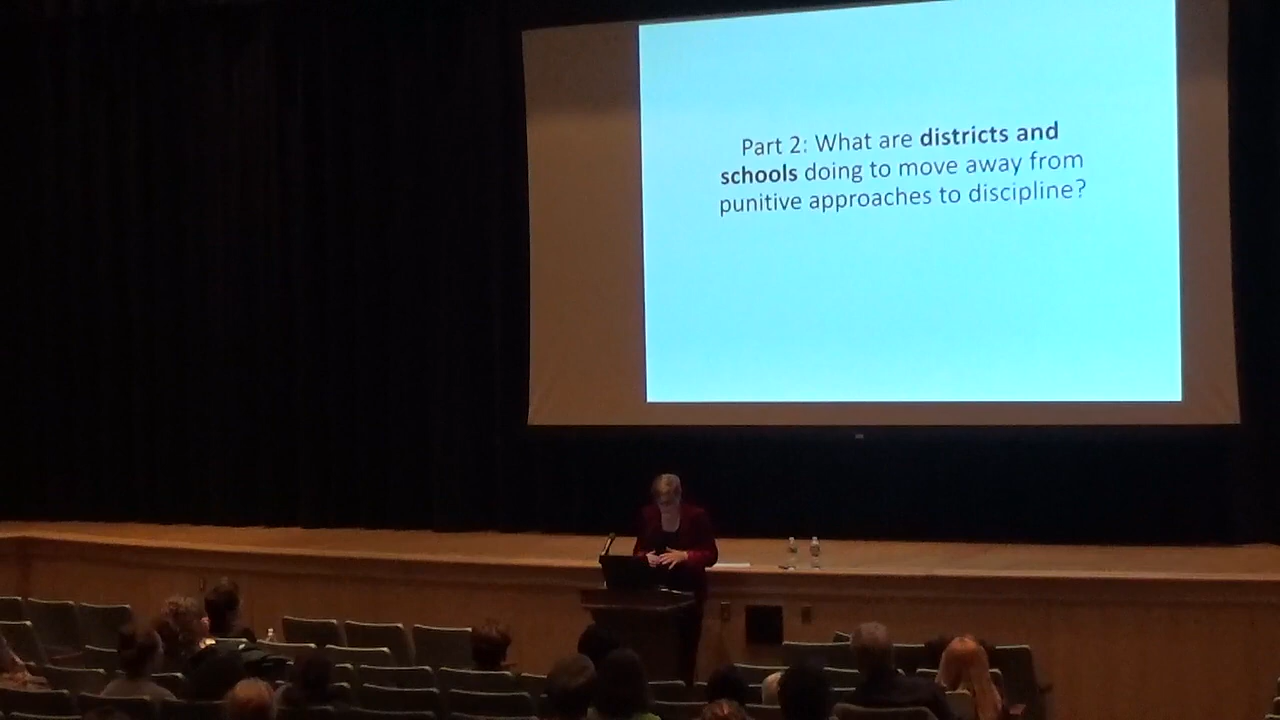 Part 2: What are districts and
schools doing to move away from
punitive approaches to discipline?